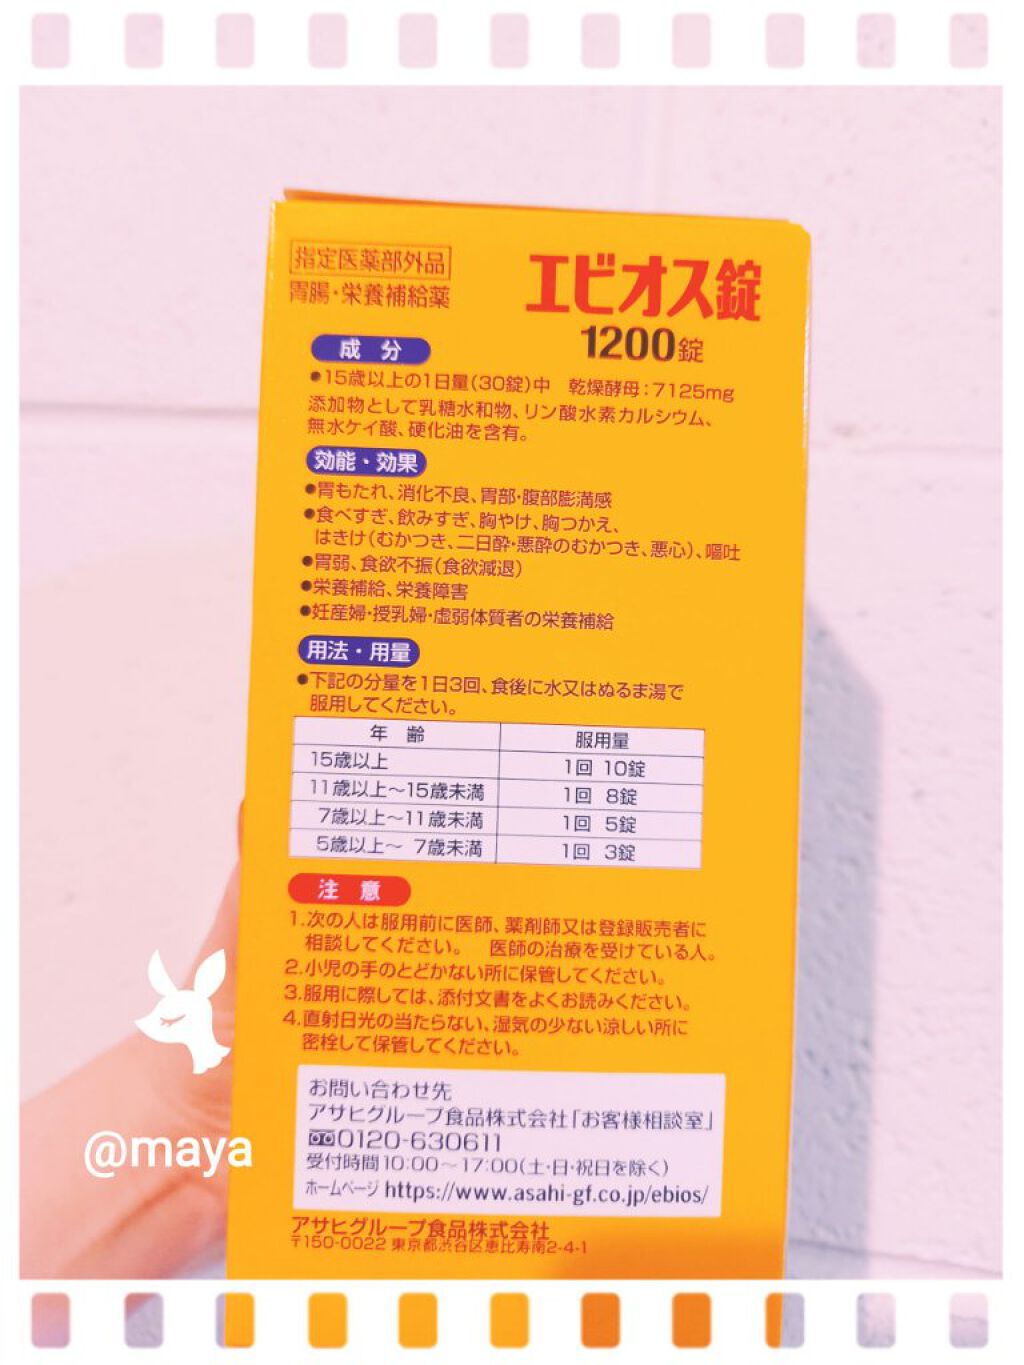 指定医薬部外品
胃腸・栄養補給薬
エビオス錠
1200錠
成分
●15歳以上の1日量(30錠)中 乾燥酵母:7125mg
添加物として乳糖水和物、リン酸水素カルシウム、
無水ケイ酸、硬化油を含有。
効能・効果
●胃もたれ、消化不良、胃部・腹部膨満感
●食べすぎ、飲みすぎ、胸やけ、胸つかえ、
はきけ(むかつき、二日酔・悪酔のむかつき、悪心)、嘔吐
●胃弱、食欲不振(食欲減退)
●栄養補給、栄養障害
●妊産婦・授乳婦・虚弱体質者の栄養補給
用法・用量
●下記の分量を1日3回、食後に水又はぬるま湯で
服用してください。
年齢 服用量
15歳以上 1回 10錠
11歳以上〜15歳未満 1回 8錠
7歳以上〜11歳未満 1回 5錠
5歳以上〜 7歳未満 1回 3錠
注意
1.次の人は服用前に医師、薬剤師又は登録販売者に
相談してください。 医師の治療を受けている人。
2.小児の手のとどかない所に保管してください。
3.服用に際しては、添付文書をよくお読みください。
4.直射日光の当たらない、湿気の少ない涼しい所に
密栓して保管してください。
お問い合わせ先
アサヒグループ食品株式会社「お客様相談室」
0120-630611
受付時間10:00〜17:00(土・日・祝日を除く)
ホームページ https://www.asahi-gf.co.jp/ebios/
アサヒグループ食品株式会社
〒150-0022 東京都渋谷区恵比寿南2-4-1
@maya